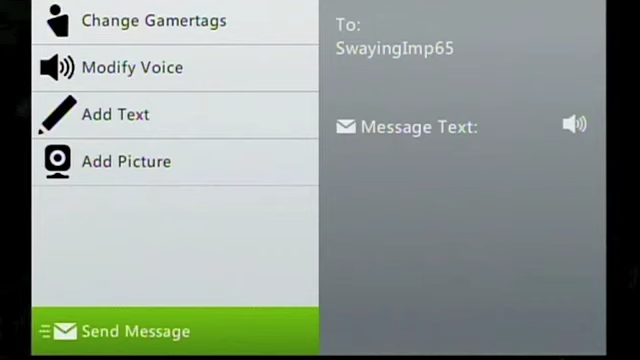 Change Gamertags
Modify Voice
Add Text
Add Picture
Send Message
To:
SwayingImp65
Message Text: